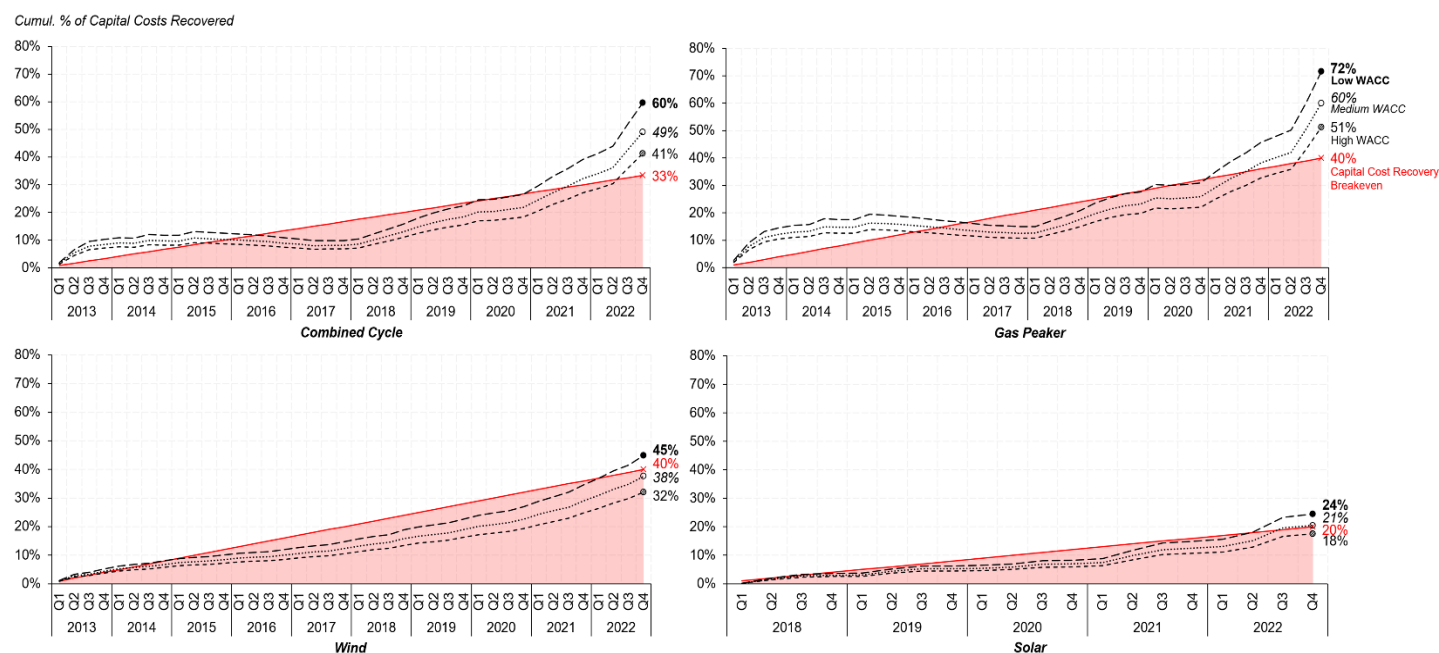 Cumul. % of Capital Costs Recovered
80%
70%
60%
50%
40%
30%
20%
10%
0%
60%
49%
41%
33%
Q1 Q2 Q3 Q4 Q1 Q2 Q3 Q4 Q1 Q2 Q3 Q4 Q1 Q2 Q3 Q4 Q1 Q2 Q3 Q4 Q1 Q2 Q3 Q4 Q1 Q2 Q3 Q4 Q1 Q2 Q3 Q4 Q1 Q2 Q3 Q4 Q1 Q2 Q3 Q4
2013 2014 2015 2016 2017 2018 2019 2020 2021 2022
Combined Cycle
80%
70%
60%
50%
40%
30%
20%
10%
0%
72%
Low WACC
60%
Medium WACC
51%
High WACC
40%
Capital Cost Recovery
Breakeven
Q1 Q2 Q3 Q4 Q1 Q2 Q3 Q4 Q1 Q2 Q3 Q4 Q1 Q2 Q3 Q4 Q1 Q2 Q3 Q4 Q1 Q2 Q3 Q4 Q1 Q2 Q3 Q4 Q1 Q2 Q3 Q4 Q1 Q2 Q3 Q4 Q1 Q2 Q3 Q4
2013 2014 2015 2016 2017 2018 2019 2020 2021 2022
Gas Peaker
80%
70%
60%
50%
40%
30%
20%
10%
0%
45%
40%
38%
32%
Q1 Q2 Q3 Q4 Q1 Q2 Q3 Q4 Q1 Q2 Q3 Q4 Q1 Q2 Q3 Q4 Q1 Q2 Q3 Q4 Q1 Q2 Q3 Q4 Q1 Q2 Q3 Q4 Q1 Q2 Q3 Q4 Q1 Q2 Q3 Q4 Q1 Q2 Q3 Q4
2013 2014 2015 2016 2017 2018 2019 2020 2021 2022
Wind
80%
70%
60%
50%
40%
30%
20%
10%
0%
24%
21%
20%
18%
Q1 Q2 Q3 Q4 Q1 Q2 Q3 Q4 Q1 Q2 Q3 Q4 Q1 Q2 Q3 Q4 Q1 Q2 Q3 Q4
2018 2019 2020 2021 2022
Solar